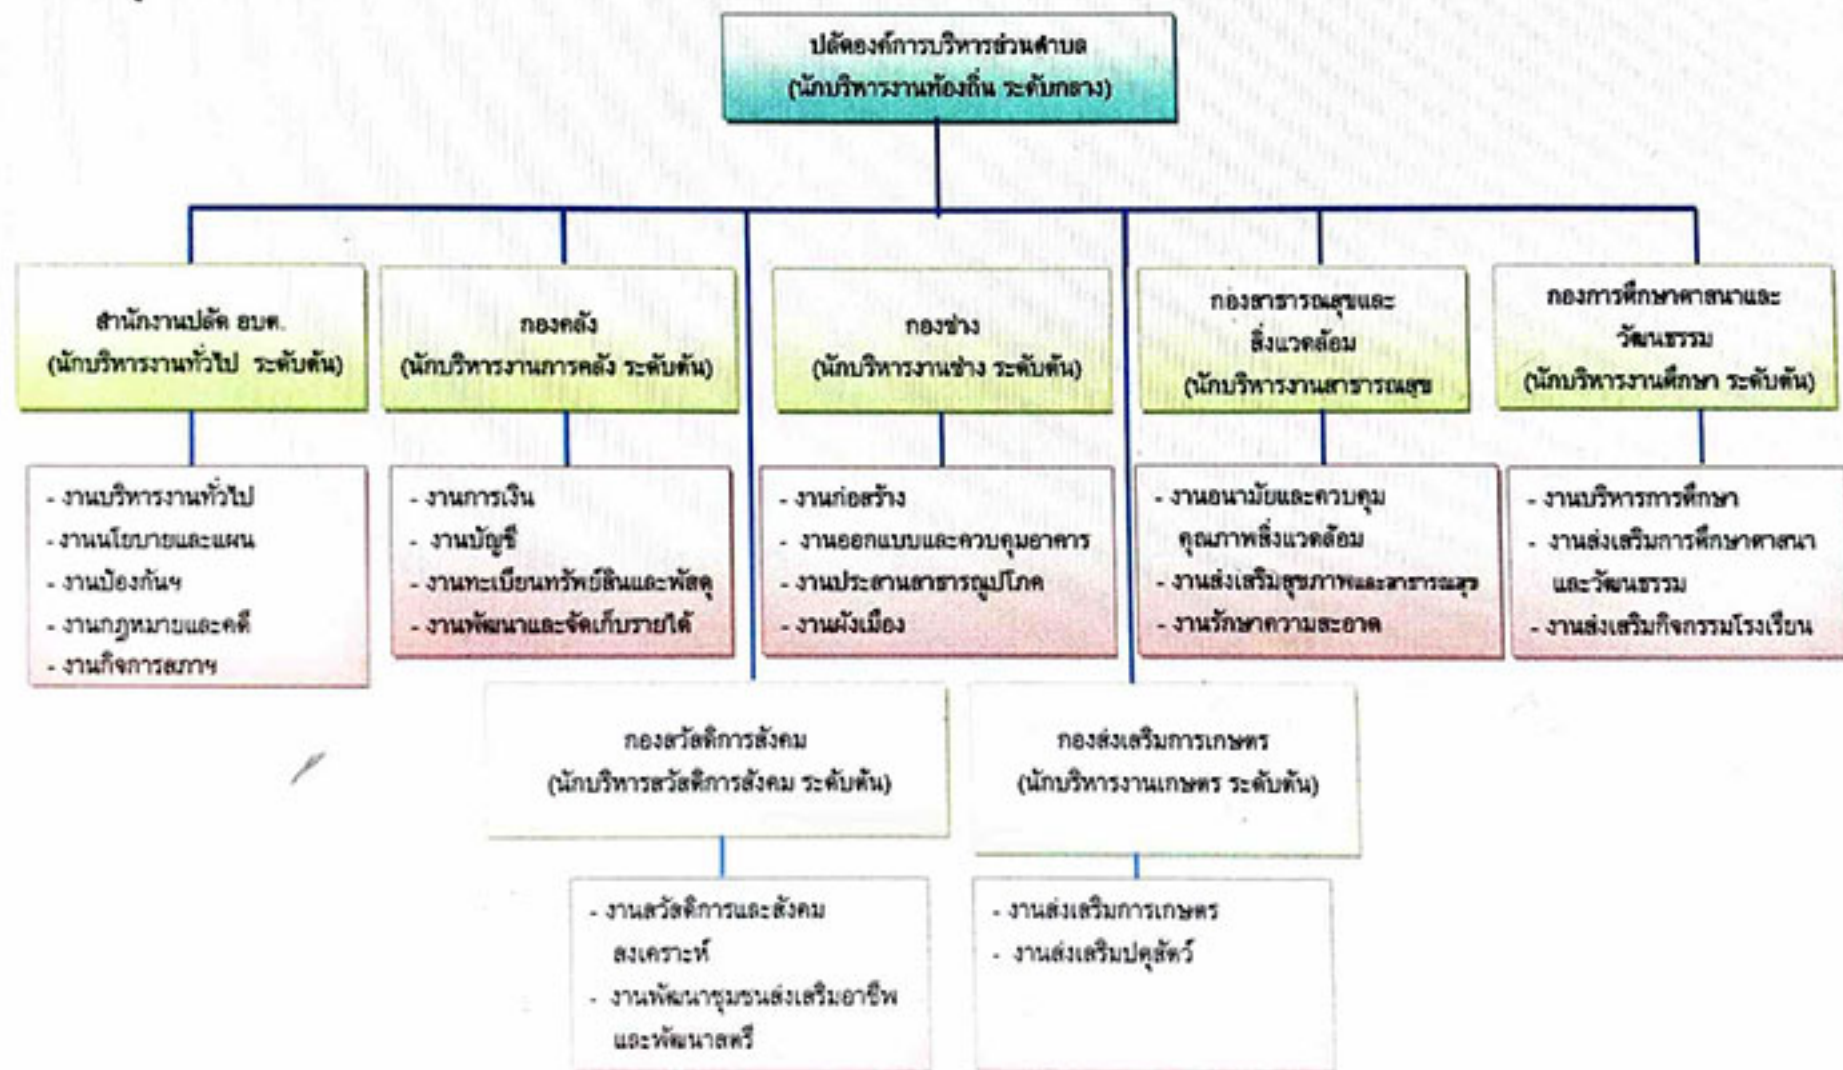 ปลัดองค์การบริหารส่วนตำบล
(นักบริหารงานท้องถิ่น ระดับกลาง)
สำนักงานปลัด อบต.
(นักบริหารงานทั่วไป ระดับต้น)
กองคลัง
(นักบริหารงานการคลัง ระดับต้น)
กองช่าง
(นักบริหารงานช่าง ระดับต้น)
กองสาธารณสุขและ
สิ่งแวดล้อม
(นักบริหารงานสาธารณสุข
กองการศึกษาศาสนาและ
วัฒนธรรม
(นักบริหารงานศึกษา ระดับต้น)
- งานบริหารงานทั่วไป
- งานนโยบายและแผน
- งานป้องกันฯ
- งานกฎหมายและคดี
- งานกิจการสภาฯ
- งานการเงิน
- งานบัญชี
- งานทะเบียนทรัพย์สินและพัสดุ
- งานพัฒนาและจัดเก็บรายได้
- งานก่อสร้าง
- งานออกแบบและควบคุมอาคาร
- งานประสานสาธารณูปโภค
- งานผังเมือง
- งานอนามัยและควบคุม
คุณภาพสิ่งแวดล้อม
- งานส่งเสริมสุขภาพและสาธารณสุข
- งานรักษาความสะอาด
- งานบริหารการศึกษา
- งานส่งเสริมการศึกษาศาสนา
และวัฒนธรรม
- งานส่งเสริมกิจกรรมโรงเรียน
กองสวัสดิการสังคม
(นักบริหารสวัสดิการสังคม ระดับต้น)
กองส่งเสริมการเกษตร
(นักบริหารงานเกษตร ระดับต้น)
- งานสวัสดิการและสังคม
สงเคราะห์
- งานพัฒนาชุมชนส่งเสริมอาชีพ
และพัฒนาสตรี
- งานส่งเสริมการเกษตร
- งานส่งเสริมปศุสัตว์